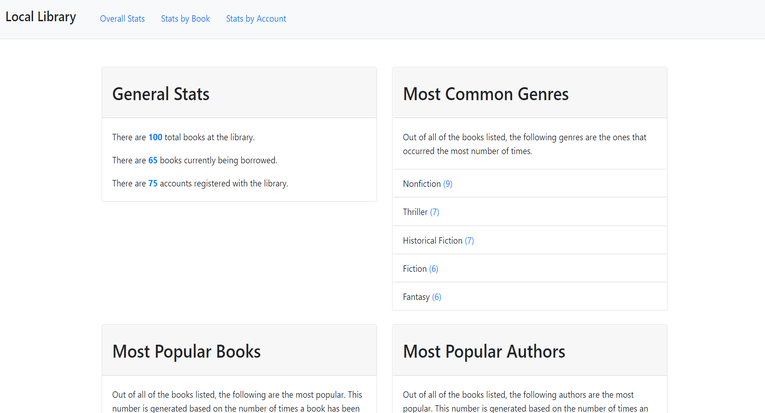 Local Library
Overall Stats
Stats by Book
Stats by Account
General Stats
There are 100 total books at the library.
There are 65 books currently being borrowed.
There are 75 accounts registered with the library.
Most Common Genres
Out of all of the books listed, the following genres are the ones that
occurred the most number of times.
Nonfiction (9)
Thriller (7)
Historical Fiction (7)
Fiction (6)
Fantasy (6)
Most Popular Books
Out of all of the books listed, the following are the most popular. This
number is generated based on the number of times a book has been
Most Popular Authors
Out of all of the books listed, the following authors are the most
popular. This number is generated based on the number of times an